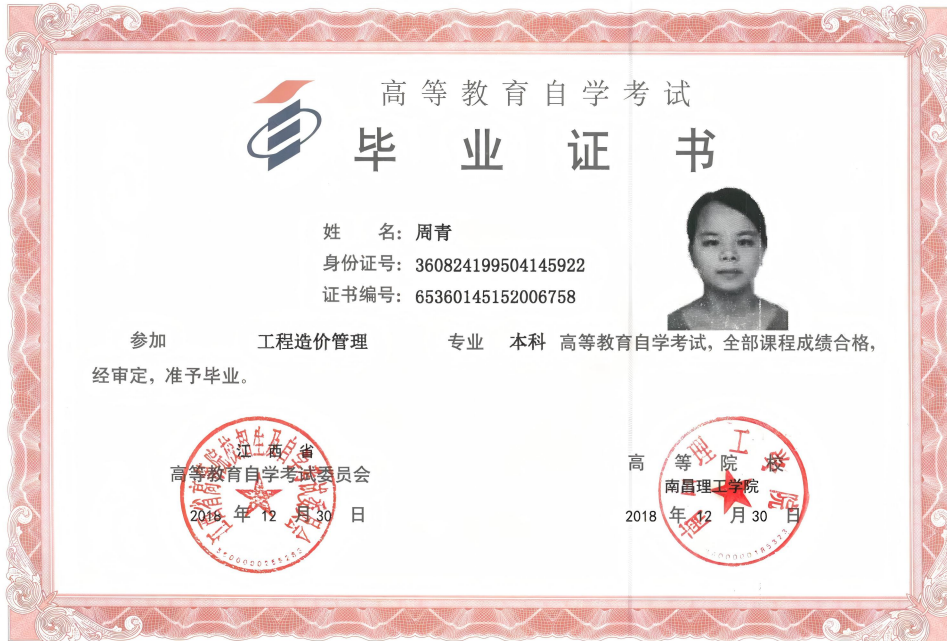 高等教育自学考试
毕业证书
姓 名：周青
身份证号：360824199504145922
证书编号：65360145152006758
参加 工程造价管理 专业 本科 高等教育自学考试，全部课程成绩合格，
经审定，准予毕业。
江西省
高等教育自学考试委员会
2018 年 12 月 30 日
高等院校
南昌理工学院
2018 年 12 月 30 日